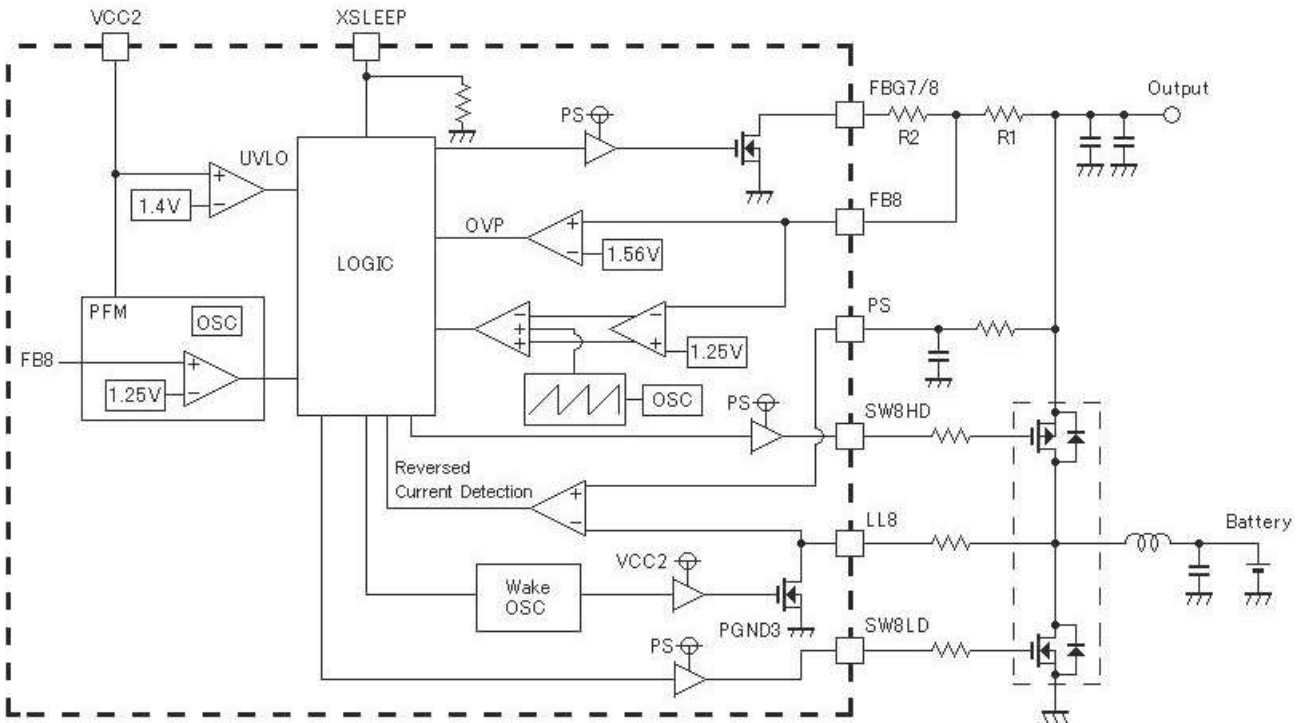 VCC2
XSLEEP
FBG7/8
Output
PS
R2
R1
UVLO
1.4V
FB8
OVP
1.56V
LOGIC
PFM
OSC
PS
FB8
1.25V
1.25V
OSC
PS
SW8HD
Reversed
Current Detection
LL8
Battery
VCC2
Wake
OSC
PGND3
SW8LD
PS